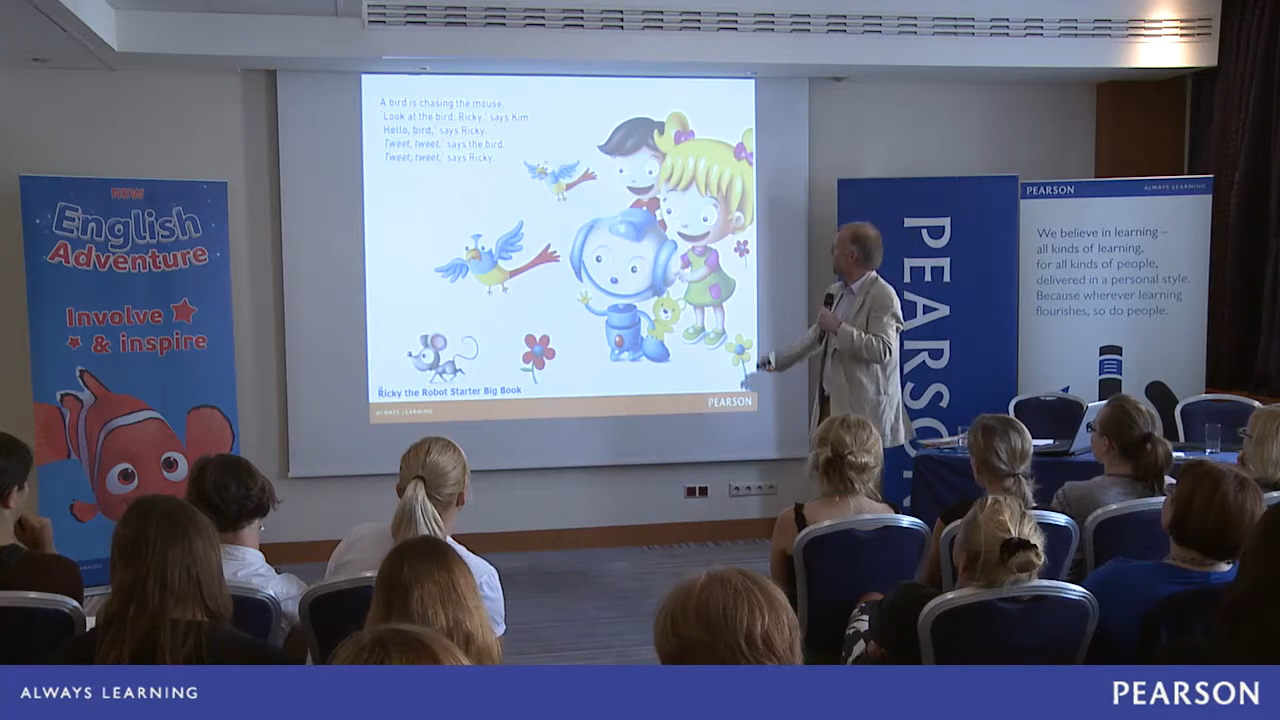 A bird is chasing the mouse.
'Look at the bird, Ricky,' says Kim.
'Hello, bird,' says Ricky.
'Tweet, tweet,' says the bird.
'Tweet, tweet,' says Ricky.
Ricky the Robot Starter Big Book
ALWAYS LEARNING
PEARSON
NEW
English
Adventure
Involve
& inspire
PEARSON
PEARSON
ALWAYS LEARNING
We believe in learning –
all kinds of learning,
for all kinds of people,
delivered in a personal style.
Because wherever learning
flourishes, so do people.
ALWAYS LEARNING
PEARSON